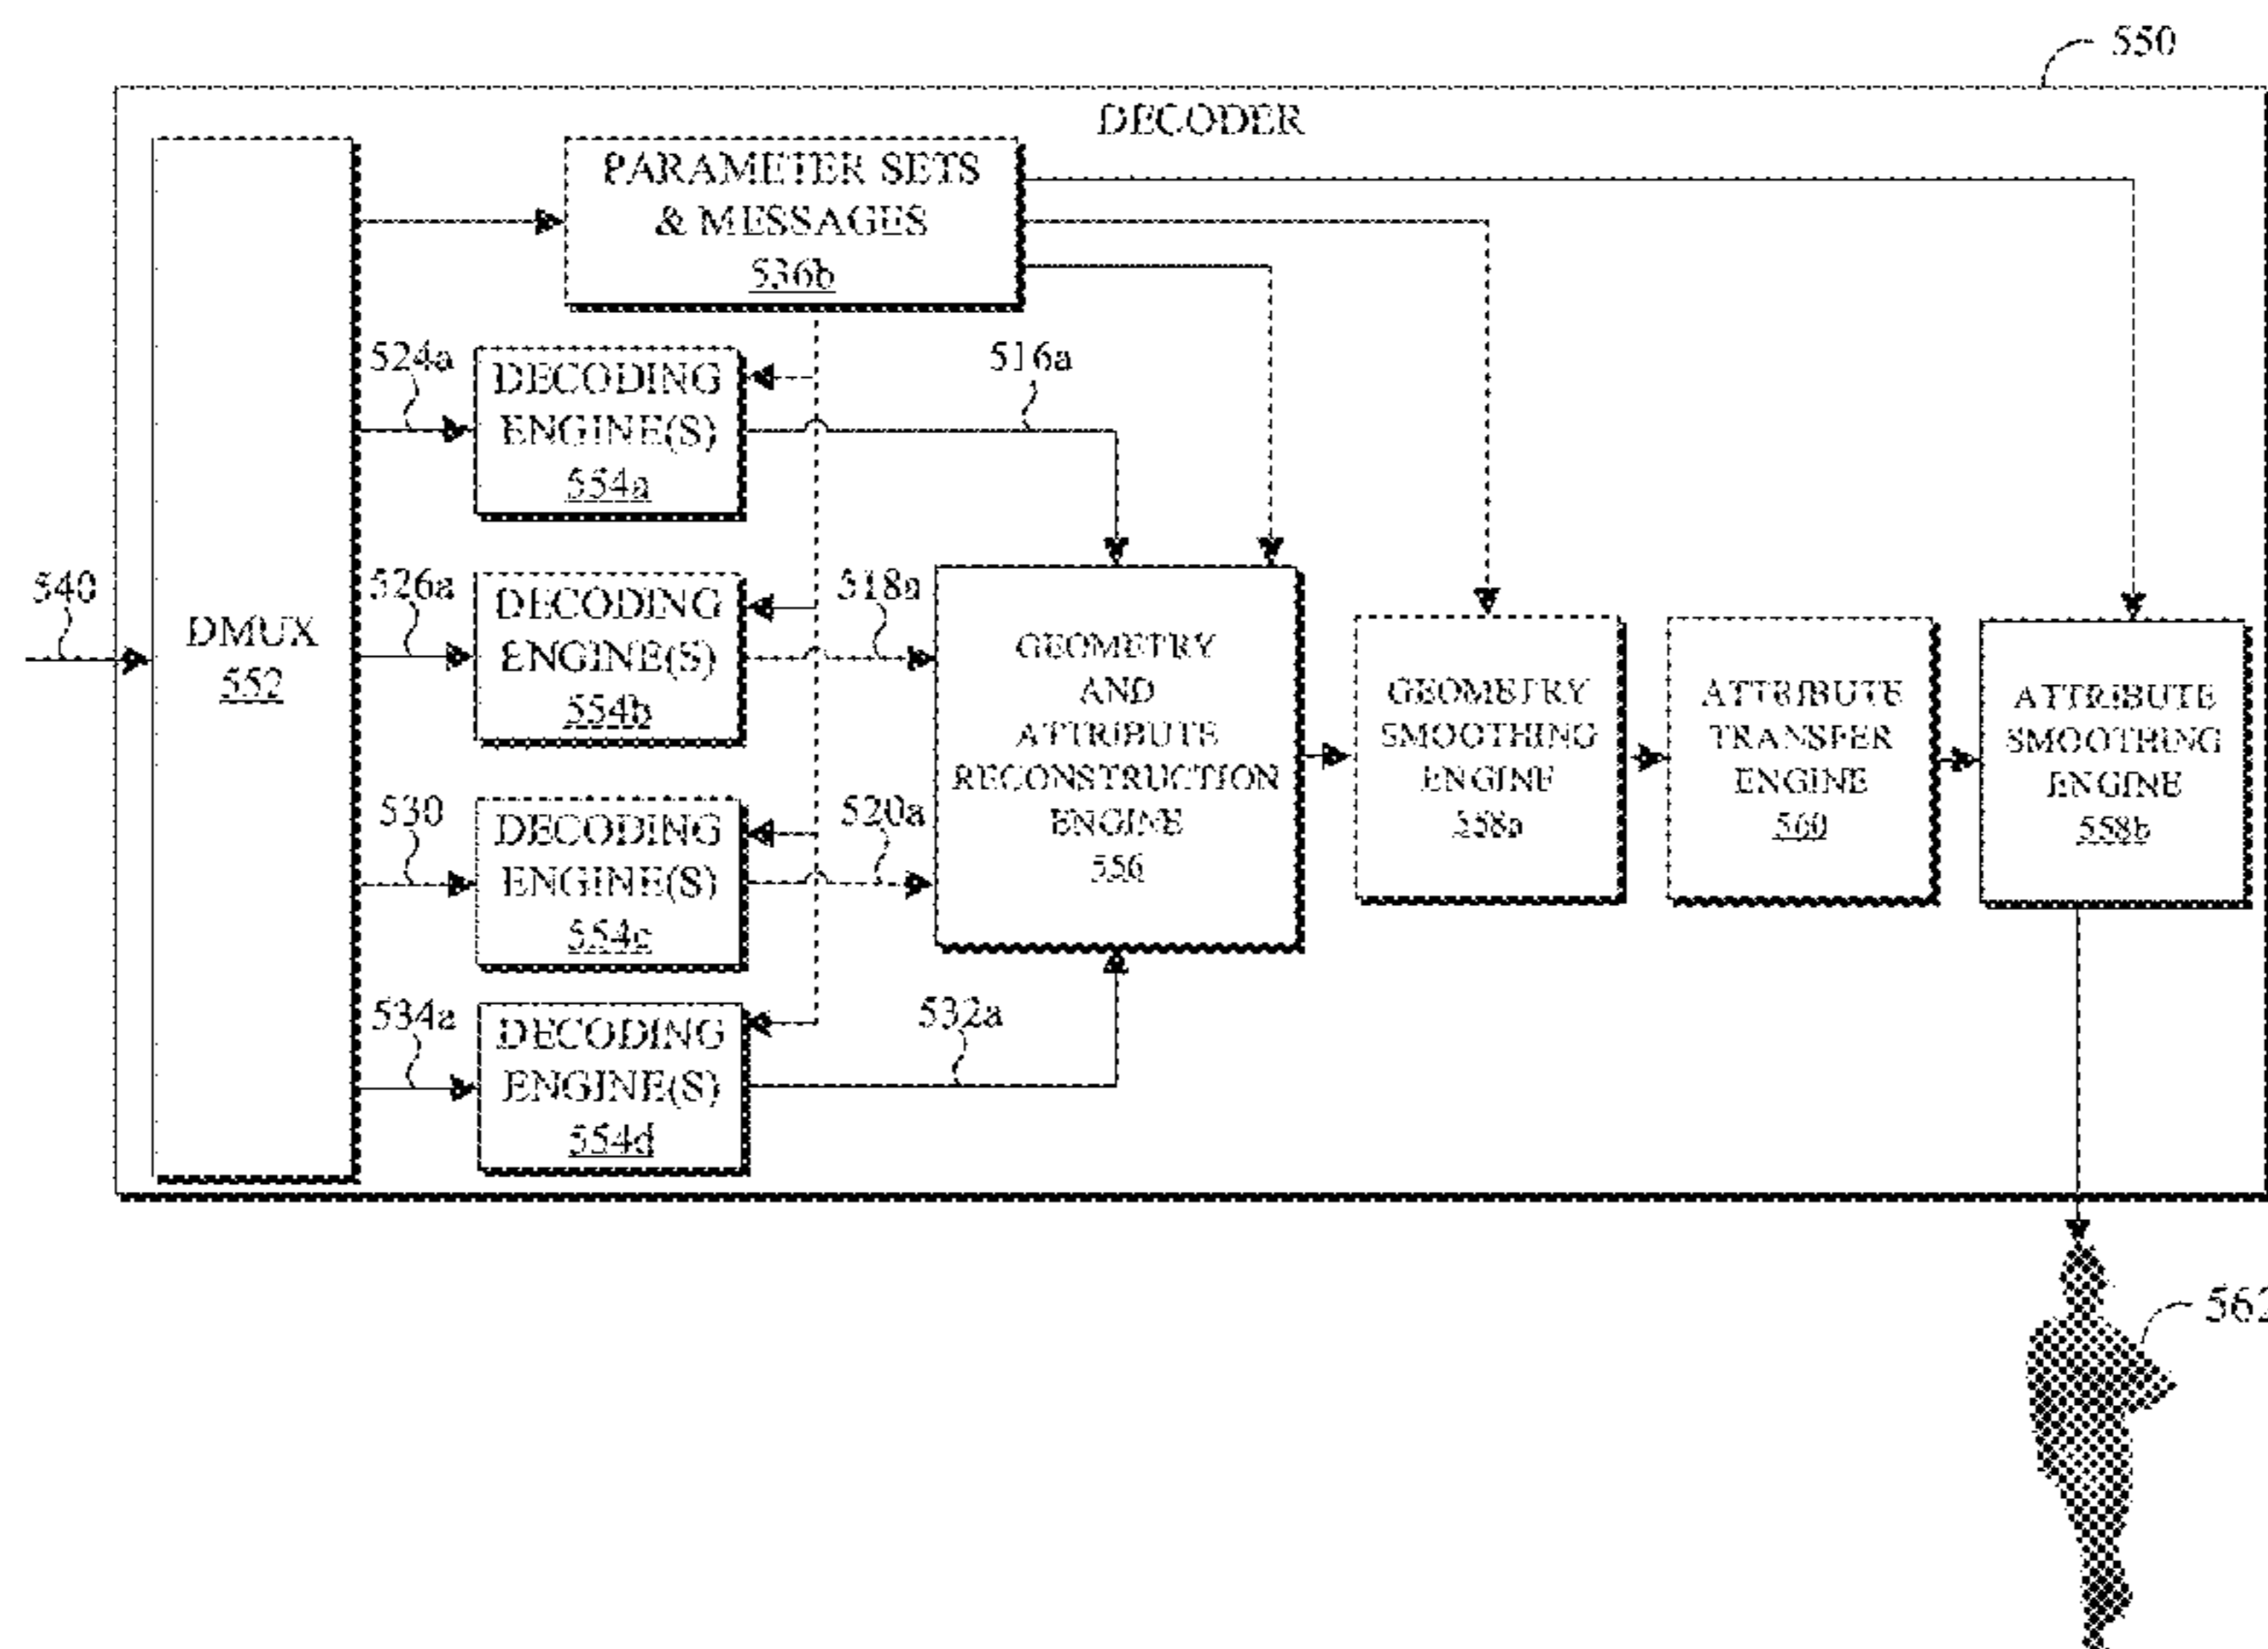 550
DECODER
PARAMETER SETS
& MESSAGES
536b
524a
DECODING
ENGINE(S)
554a
516a
540
DMUX
552
526a
DECODING
ENGINE(S)
554b
518a
GEOMETRY
AND
ATTRIBUTE
RECONSTRUCTION
ENGINE
556
GEOMETRY
SMOOTHING
ENGINE
558a
ATTRIBUTE
TRANSFER
ENGINE
560
ATTRIBUTE
SMOOTHING
ENGINE
558b
530
DECODING
ENGINE(S)
554c
520a
534a
DECODING
ENGINE(S)
554d
532a
562